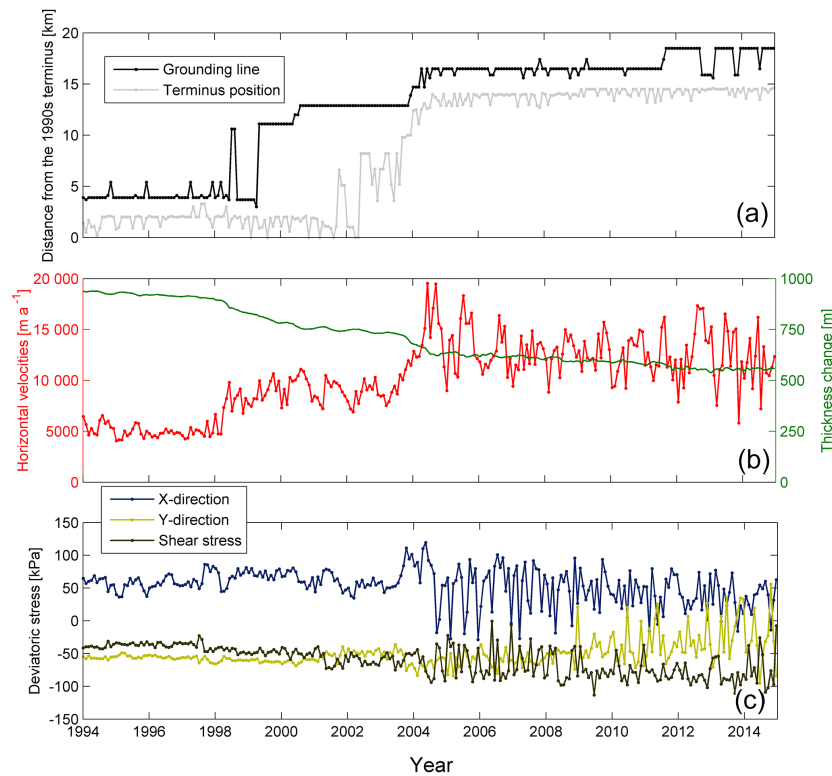 Distance from the 1990s terminus [km]
20
15
10
5
0
Grounding line
Terminus position
(a)
Horizontal velocities [m a⁻¹]
20 000
15 000
10 000
5000
0
1000
750
500
250
0
Thickness change [m]
(b)
X-direction
Y-direction
Shear stress
Deviatoric stress [kPa]
150
100
50
0
-50
-100
-150
(c)
1994 1996 1998 2000 2002 2004 2006 2008 2010 2012 2014
Year